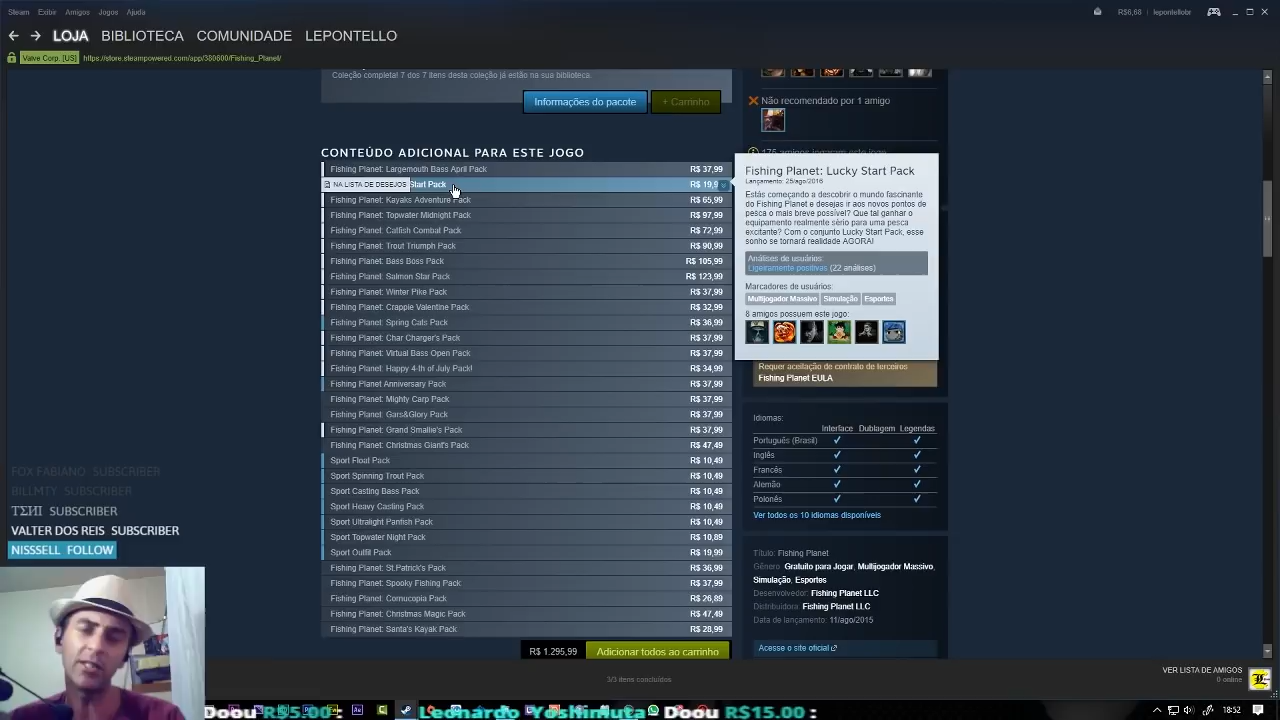 Steam Exibir Amigos Jogos Ajuda
R$6,68 lepontellobr
LOJA BIBLIOTECA COMUNIDADE LEPONTELLO
Valve Corp. [US] https://store.steampowered.com/app/380600/Fishing_Planet/
Coleção completa! 7 dos 7 itens desta coleção já estão na sua biblioteca.
Informações do pacote
+ Carrinho
Não recomendado por 1 amigo
175 amigos jogaram este jogo
CONTEÚDO ADICIONAL PARA ESTE JOGO
Fishing Planet: Largemouth Bass April Pack R$ 37,99
NA LISTA DE DESEJOS Start Pack R$ 19,9
Fishing Planet: Kayaks Adventure Pack R$ 65,99
Fishing Planet: Topwater Midnight Pack R$ 97,99
Fishing Planet: Catfish Combat Pack R$ 72,99
Fishing Planet: Trout Triumph Pack R$ 90,99
Fishing Planet: Bass Boss Pack R$ 105,99
Fishing Planet: Salmon Star Pack R$ 123,99
Fishing Planet: Winter Pike Pack R$ 37,99
Fishing Planet: Crappie Valentine Pack R$ 32,99
Fishing Planet: Spring Cats Pack R$ 36,99
Fishing Planet: Char Charger's Pack R$ 37,99
Fishing Planet: Virtual Bass Open Pack R$ 37,99
Fishing Planet: Happy 4-th of July Pack! R$ 34,99
Fishing Planet Anniversary Pack R$ 37,99
Fishing Planet: Mighty Carp Pack R$ 37,99
Fishing Planet: Gars&Glory Pack R$ 37,99
Fishing Planet: Grand Smallie's Pack R$ 37,99
Fishing Planet: Christmas Giant's Pack R$ 47,49
Sport Float Pack R$ 10,49
Sport Spinning Trout Pack R$ 10,49
Sport Casting Bass Pack R$ 10,49
Sport Heavy Casting Pack R$ 10,49
Sport Ultralight Panfish Pack R$ 10,49
Sport Topwater Night Pack R$ 10,89
Sport Outfit Pack R$ 19,99
Fishing Planet: St.Patrick's Pack R$ 36,99
Fishing Planet: Spooky Fishing Pack R$ 37,99
Fishing Planet: Cornucopia Pack R$ 26,89
Fishing Planet: Christmas Magic Pack R$ 47,49
Fishing Planet: Santa's Kayak Pack R$ 28,99
R$ 1.295,99 Adicionar todos ao carrinho
Fishing Planet: Lucky Start Pack
Lançamento: 25/ago/2016
Estás começando a descobrir o mundo fascinante
do Fishing Planet e desejas ir aos novos pontos de
pesca o mais breve possível? Que tal ganhar o
equipamento realmente sério para uma pesca
excitante? Com o conjunto Lucky Start Pack, esse
sonho se tornará realidade AGORA!
Análises de usuários:
Ligeiramente positivas (22 análises)
Marcadores de usuários:
Multijogador Massivo Simulação Esportes
8 amigos possuem este jogo:
Requer aceitação de contrato de terceiros
Fishing Planet EULA
Idiomas:
Interface Dublagem Legendas
Português (Brasil) ✓ ✓
Inglês ✓ ✓
Francês ✓ ✓
Alemão ✓ ✓
Polonês ✓ ✓
Ver todos os 10 idiomas disponíveis
Título: Fishing Planet
Gênero: Gratuito para Jogar, Multijogador Massivo,
Simulação, Esportes
Desenvolvedor: Fishing Planet LLC
Distribuidora: Fishing Planet LLC
Data de lançamento: 11/ago/2015
Acesse o site oficial
FOX FABIANO SUBSCRIBER
BILLMTY SUBSCRIBER
TΣHI SUBSCRIBER
VALTER DOS REIS SUBSCRIBER
NISSSELL FOLLOW
3/3 itens concluídos
VER LISTA DE AMIGOS
0 online
Doou R$5.00 Leonardo Yoshimuta Doou R$15.00 :
18:52